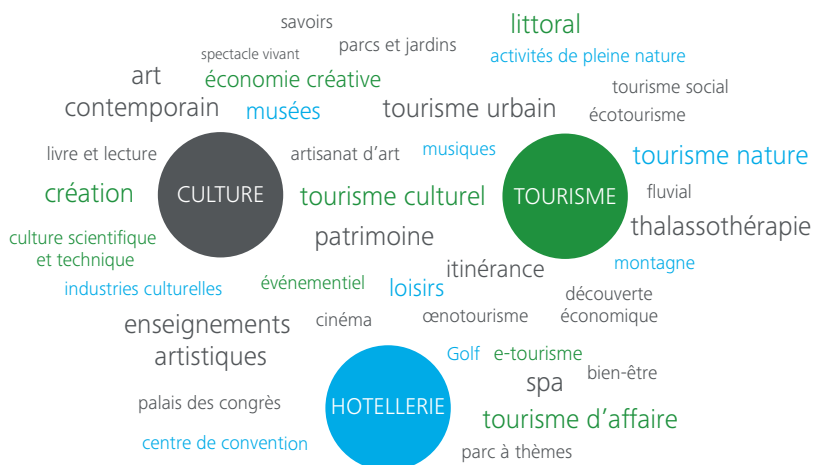 savoirs
littoral
spectacle vivant
parcs et jardins
activités de pleine nature
art
contemporain
économie créative
musées
tourisme urbain
tourisme social
écotourisme
livre et lecture
CULTURE
artisanat d'art
musiques
TOURISME
tourisme nature
création
tourisme culturel
fluvial
culture scientifique
et technique
patrimoine
thalassothérapie
industries culturelles
événementiel
loisirs
itinérance
montagne
enseignements
artistiques
cinéma
œnotourisme
découverte
économique
Golf
e-tourisme
spa
bien-être
palais des congrès
HOTELLERIE
tourisme d'affaire
centre de convention
parc à thèmes